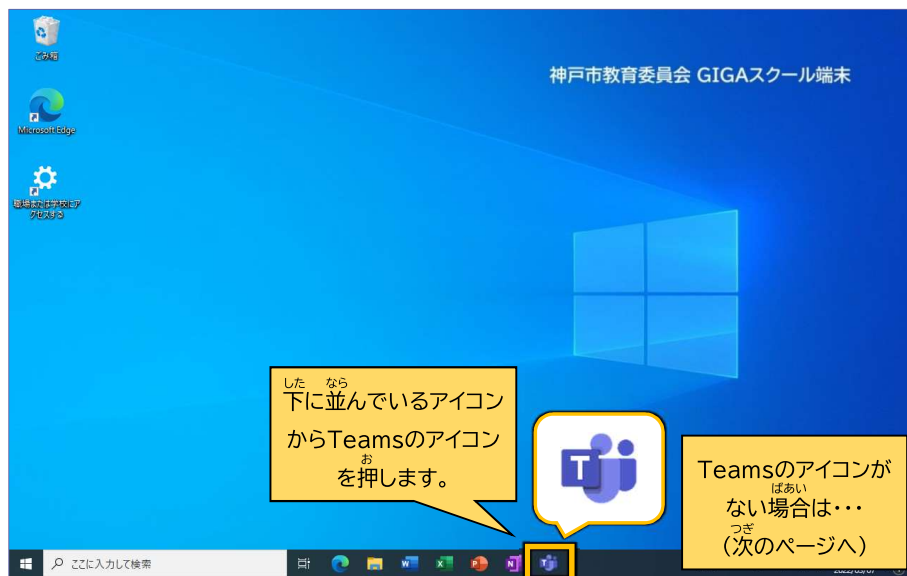 ごみ箱
神戸市教育委員会 GIGAスクール端末
Microsoft Edge
職場または学校にア
クセスする
した なら
下に並んでいるアイコン
からTeamsのアイコン
お
を押します。
T
Teamsのアイコンが
ばあい
ない場合は・・・
つぎ
（次のページへ）
ここに入力して検索